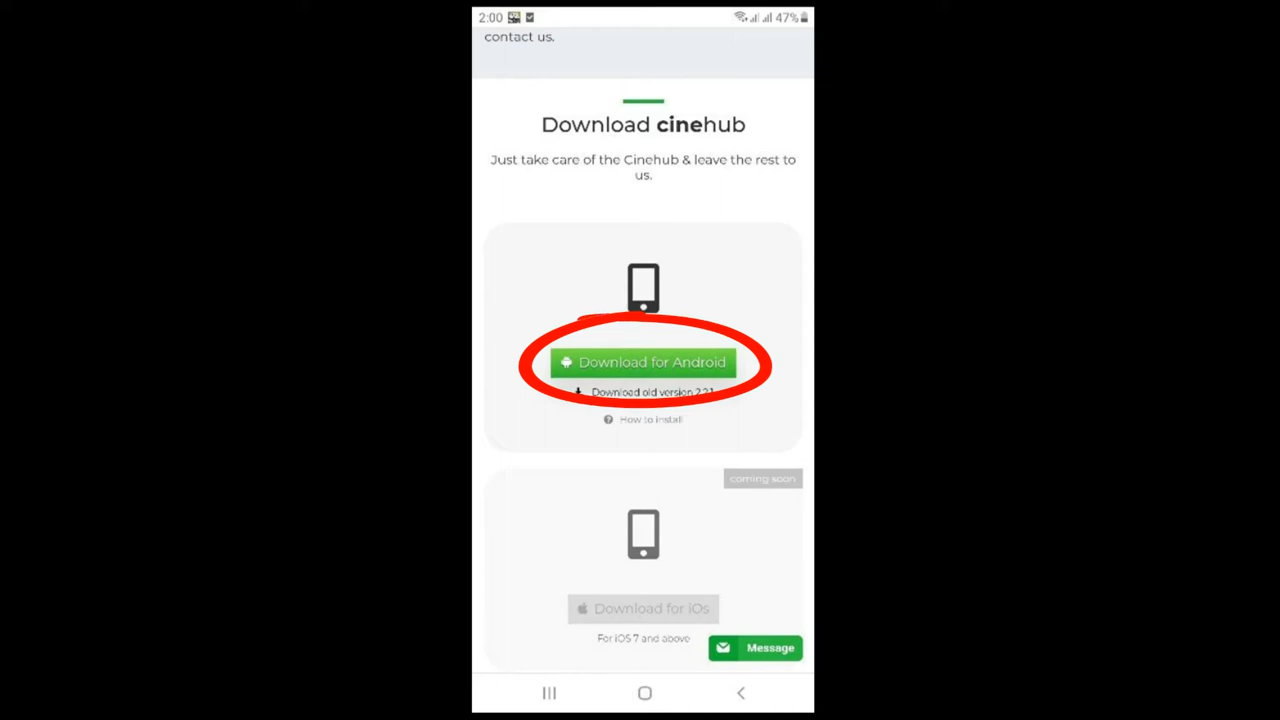 2:00 47%
contact us.
Download cinehub
Just take care of the Cinehub & leave the rest to
us.
Download for Android
Download old version 2.2.1
How to install
coming soon
Download for iOs
For iOS 7 and above
Message